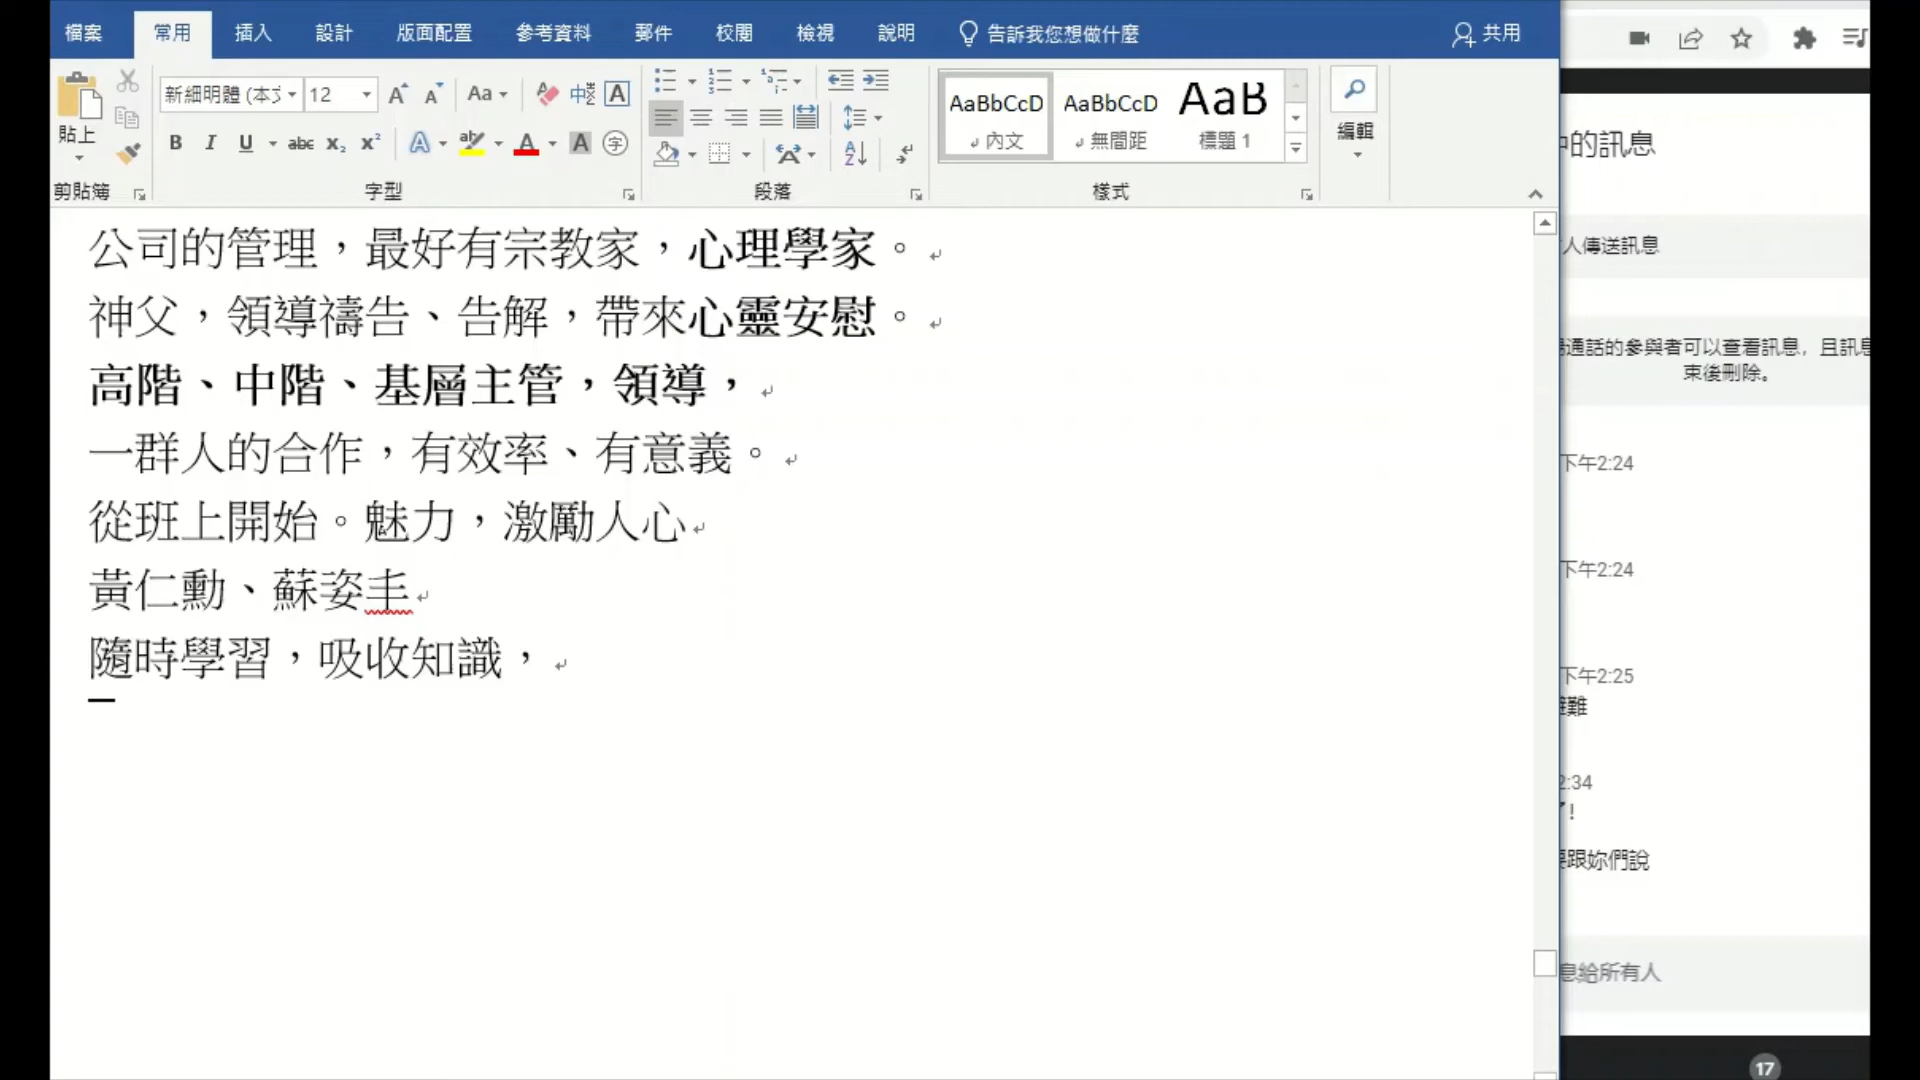 檔案 常用 插入 設計 版面配置 參考資料 郵件 校閱 檢視 說明 告訴我您想做什麼 共用
貼上
新細明體 (本文 12
AaBbCcD AaBbCcD AaB
內文 無間距 標題 1
編輯
剪貼簿 字型 段落 樣式
公司的管理，最好有宗教家，心理學家。
神父，領導禱告、告解，帶來心靈安慰。
高階、中階、基層主管，領導，
一群人的合作，有效率、有意義。
從班上開始。魅力，激勵人心
黃仁勳、蘇姿丰
隨時學習，吸收知識，
的訊息
人傳送訊息
通話的參與者可以查看訊息，且訊息
束後刪除。
下午2:24
下午2:24
下午2:25
難
2:34
!
要跟妳們說
息給所有人
17